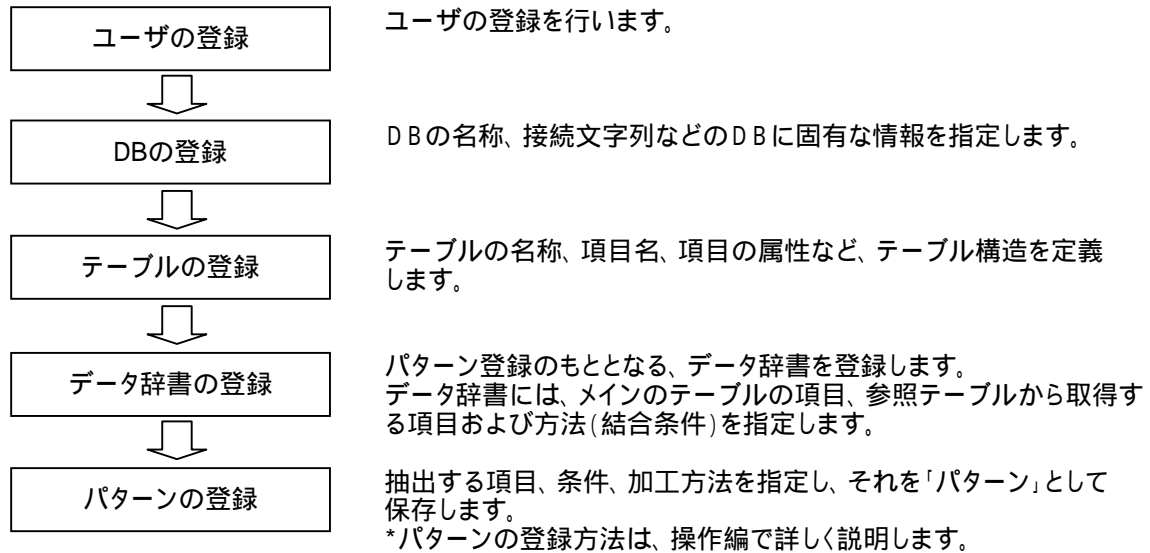 ユーザの登録
ユーザの登録を行います。
DBの登録
DBの名称、接続文字列などのDBに固有な情報を指定します。
テーブルの登録
テーブルの名称、項目名、項目の属性など、テーブル構造を定義
します。
データ辞書の登録
パターン登録のもととなる、データ辞書を登録します。
データ辞書には、メインのテーブルの項目、参照テーブルから取得す
る項目および方法(結合条件)を指定します。
パターンの登録
抽出する項目、条件、加工方法を指定し、それを「パターン」として
保存します。
*パターンの登録方法は、操作編で詳しく説明します。